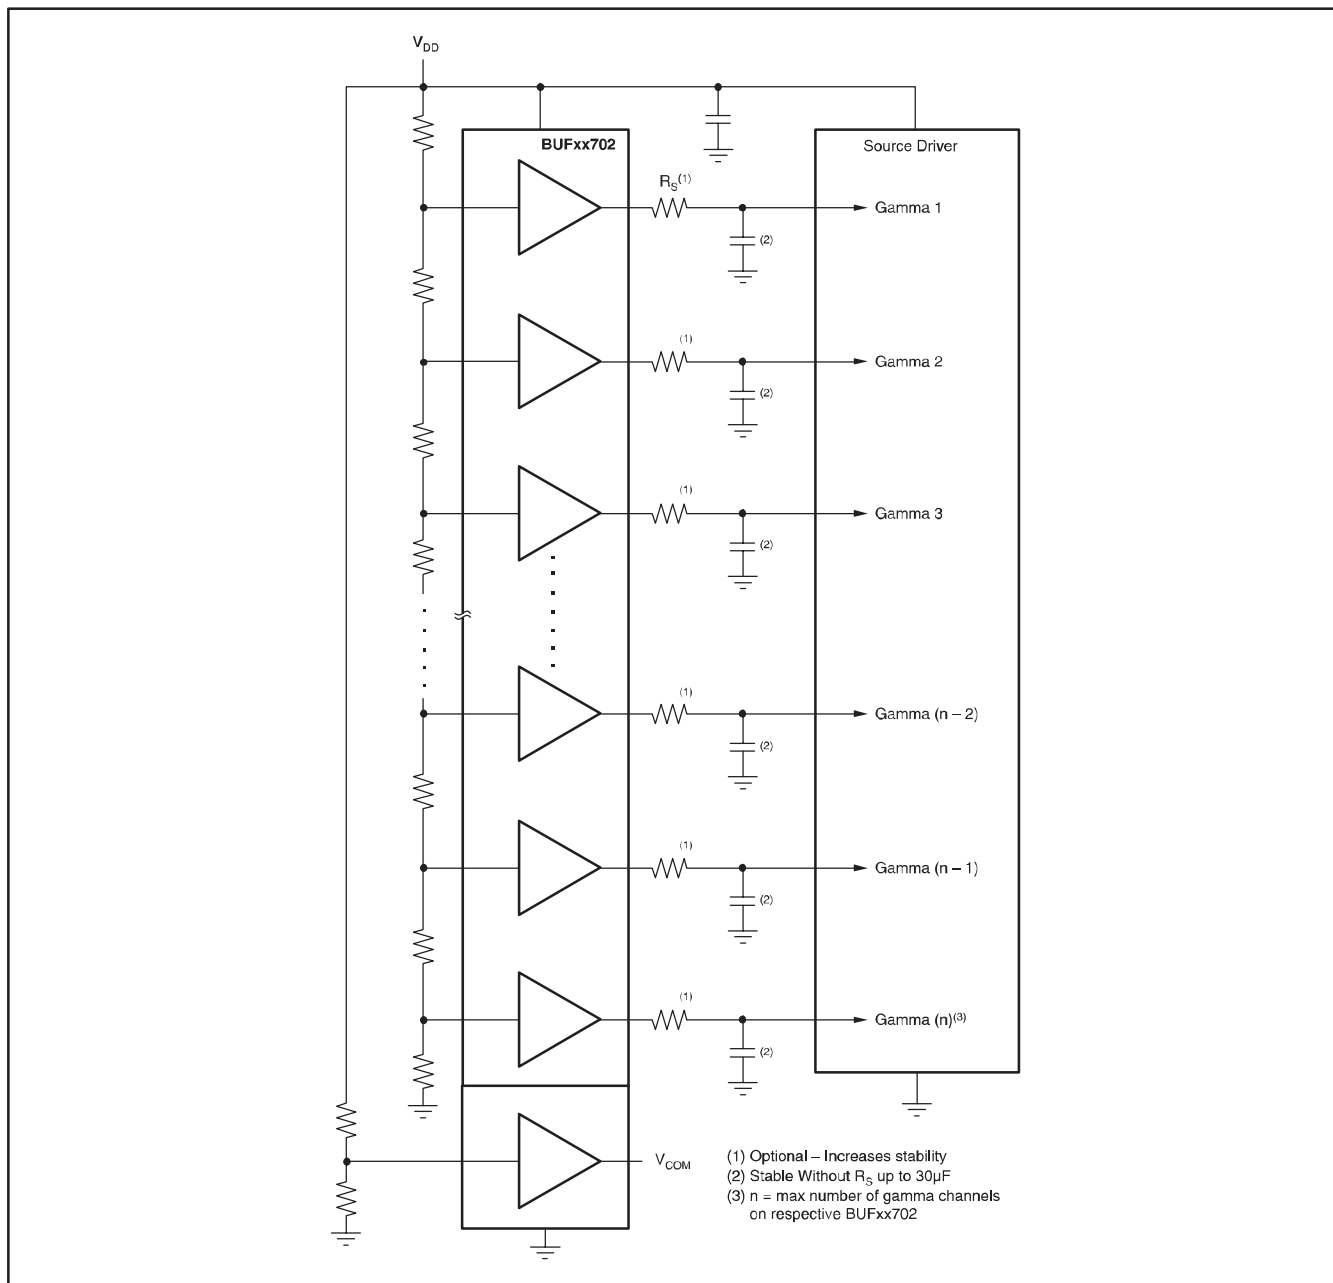 VDD
BUFxx702
Source Driver
RS(1)
Gamma 1
(2)
(1)
Gamma 2
(2)
(1)
Gamma 3
(2)
(1)
Gamma (n – 2)
(2)
(1)
Gamma (n – 1)
(2)
(1)
Gamma (n)(3)
(2)
VCOM
(1) Optional – Increases stability
(2) Stable Without RS up to 30µF
(3) n = max number of gamma channels
on respective BUFxx702